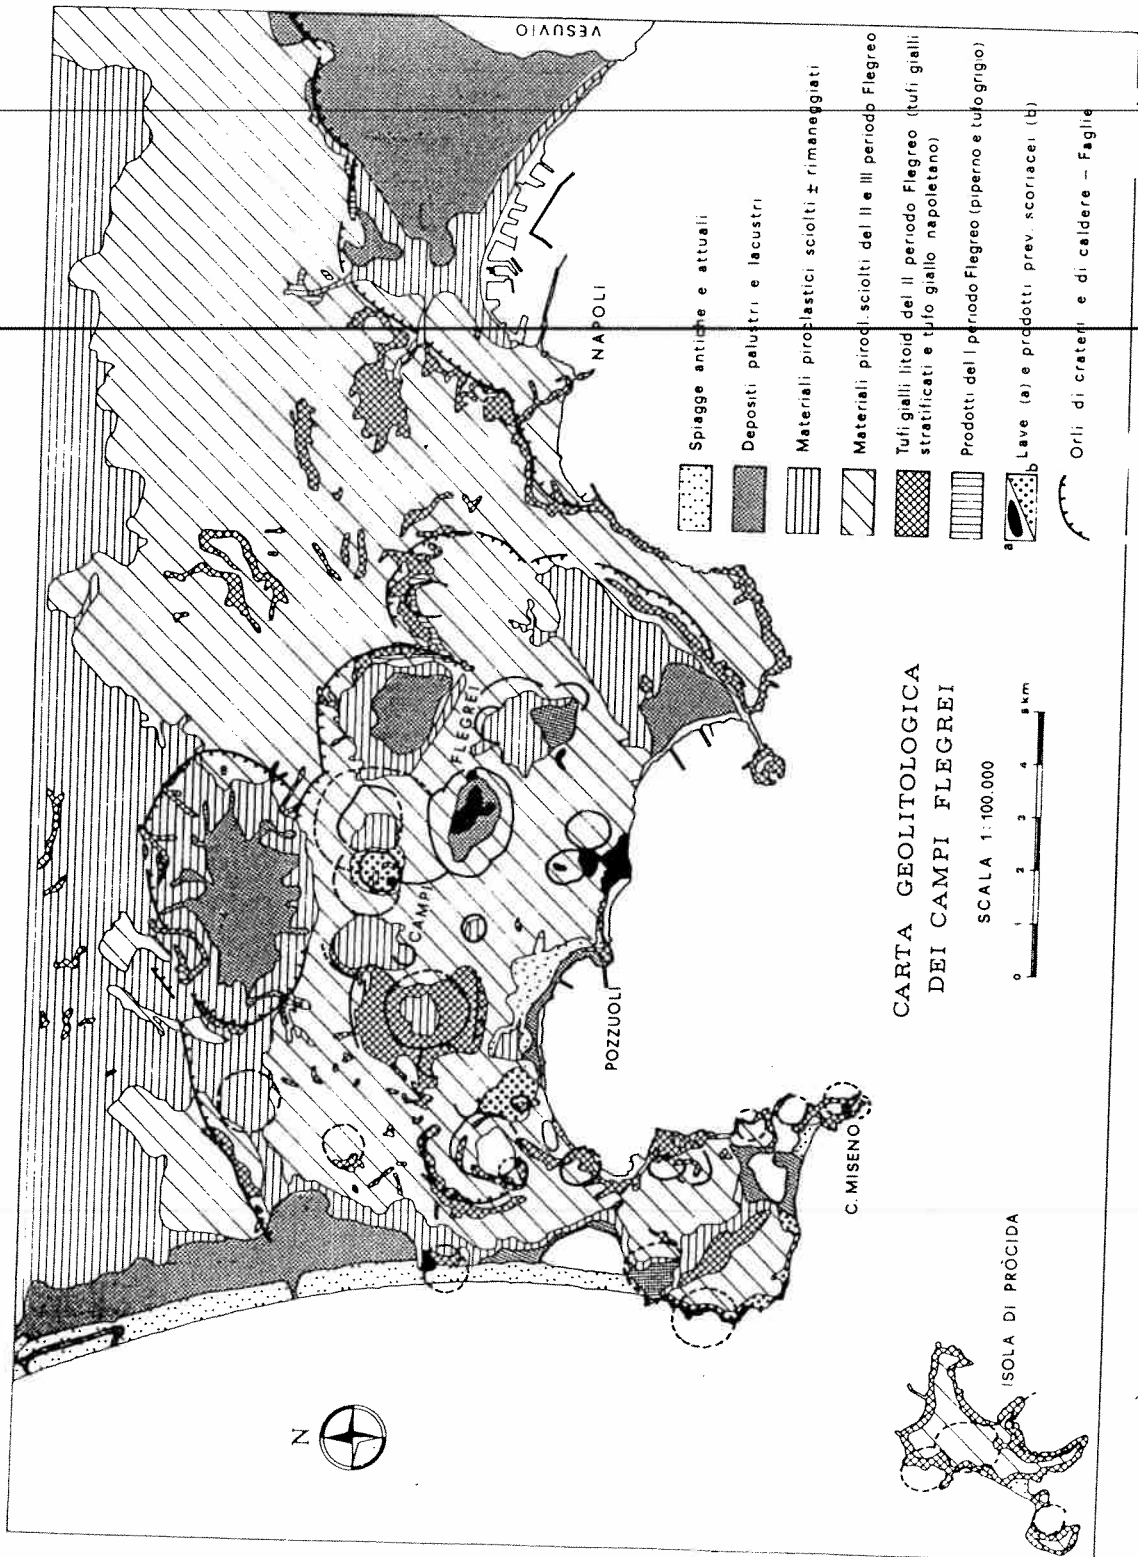 VESUVIO
NAPOLI
CAMPI
FLEGREI
POZZUOLI
C. MISENO
ISOLA DI PRÒCIDA
N
Spiagge antiche e attuali
Depositi palustri e lacustri
Materiali piroclastici sciolti ± rimaneggiati
Materiali pirocl. sciolti del II e III periodo Flegreo
Tufi gialli litoidi del II periodo Flegreo (tufi gialli
stratificati e tufo giallo napoletano)
Prodotti del I periodo Flegreo (piperno e tufo grigio)
a b Lave (a) e prodotti prev. scoriacei (b)
Orli di crateri e di caldere – Faglie
CARTA GEOLITOLOGICA
DEI CAMPI FLEGREI
SCALA 1:100.000
0 1 2 3 4 5 km